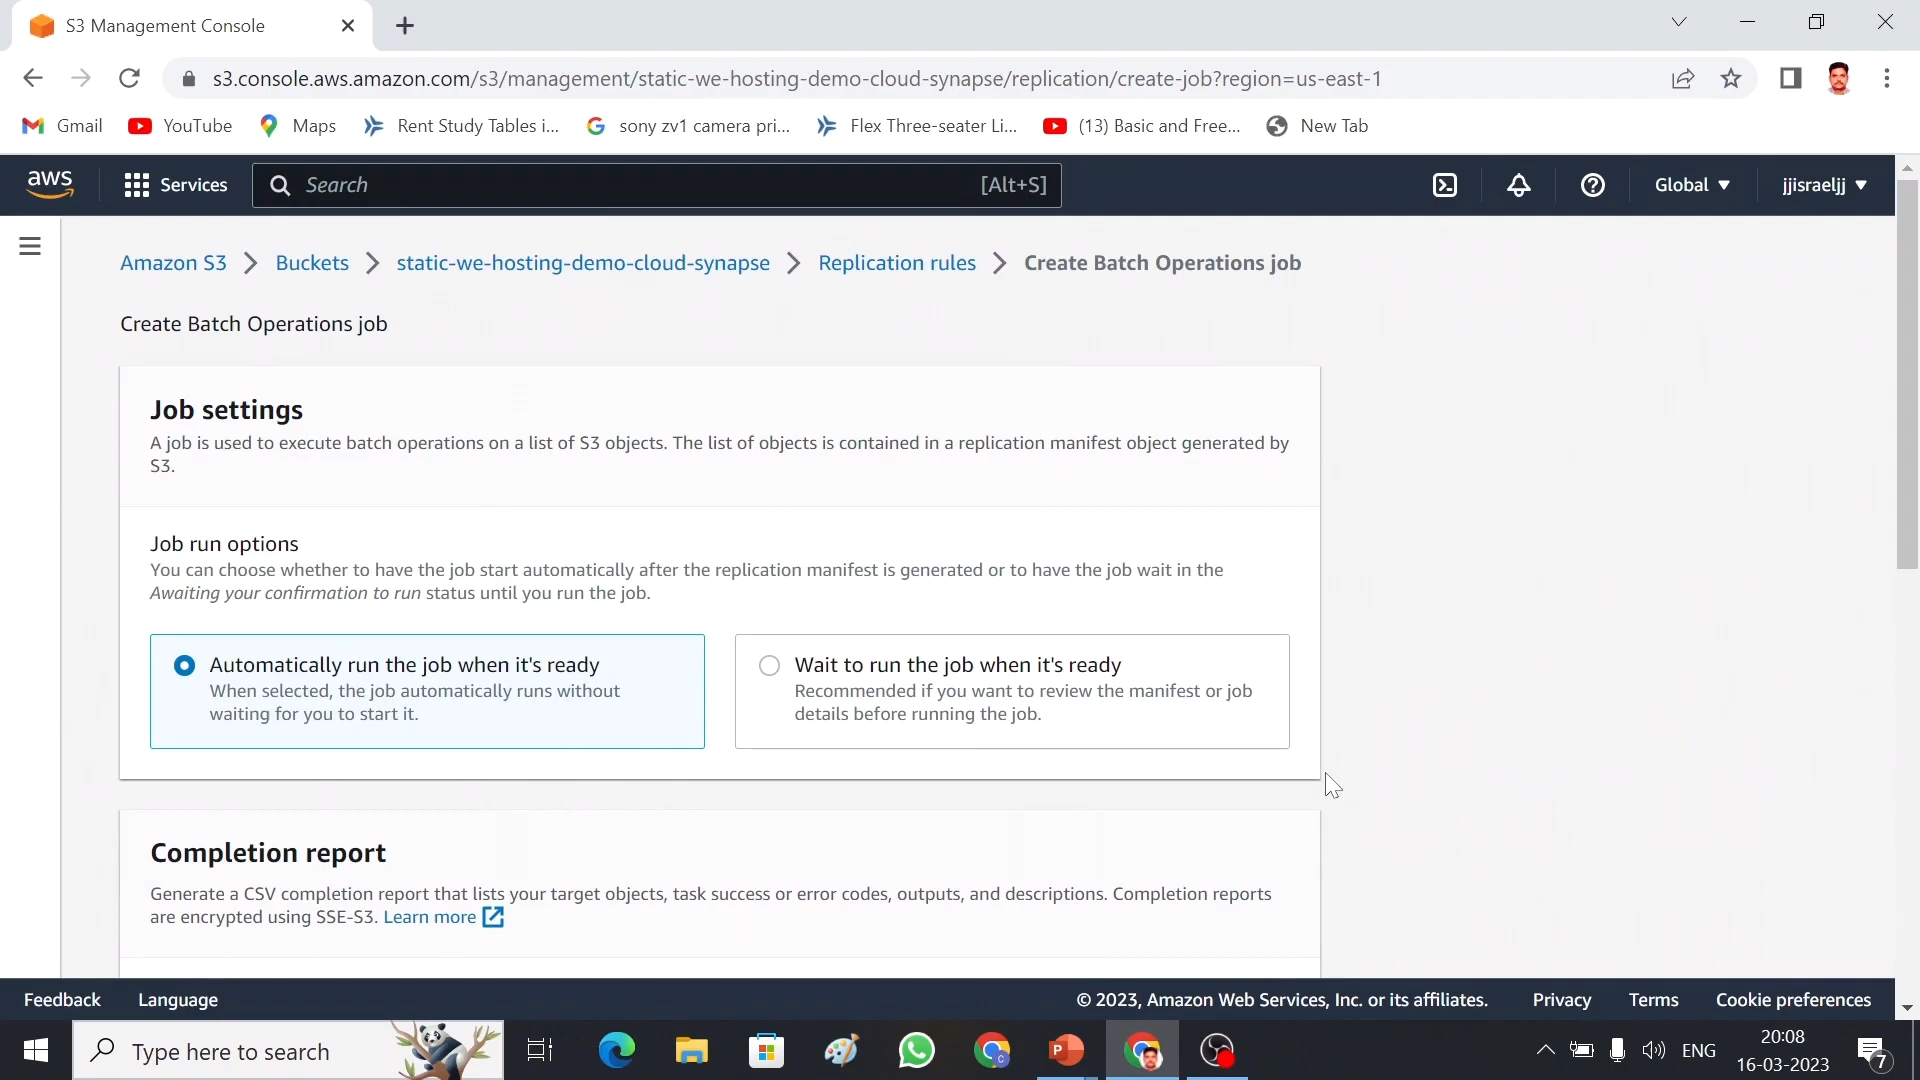 S3 Management Console
s3.console.aws.amazon.com/s3/management/static-we-hosting-demo-cloud-synapse/replication/create-job?region=us-east-1
Gmail YouTube Maps Rent Study Tables i... sony zv1 camera pri... Flex Three-seater Li... (13) Basic and Free... New Tab
aws Services Search [Alt+S] Global jjisraeljj
Amazon S3 Buckets static-we-hosting-demo-cloud-synapse Replication rules Create Batch Operations job
Create Batch Operations job
Job settings
A job is used to execute batch operations on a list of S3 objects. The list of objects is contained in a replication manifest object generated by
S3.
Job run options
You can choose whether to have the job start automatically after the replication manifest is generated or to have the job wait in the
Awaiting your confirmation to run status until you run the job.
Automatically run the job when it's ready
When selected, the job automatically runs without
waiting for you to start it.
Wait to run the job when it's ready
Recommended if you want to review the manifest or job
details before running the job.
Completion report
Generate a CSV completion report that lists your target objects, task success or error codes, outputs, and descriptions. Completion reports
are encrypted using SSE-S3. Learn more
Feedback Language © 2023, Amazon Web Services, Inc. or its affiliates. Privacy Terms Cookie preferences
Type here to search C P ENG 20:08
16-03-2023 7